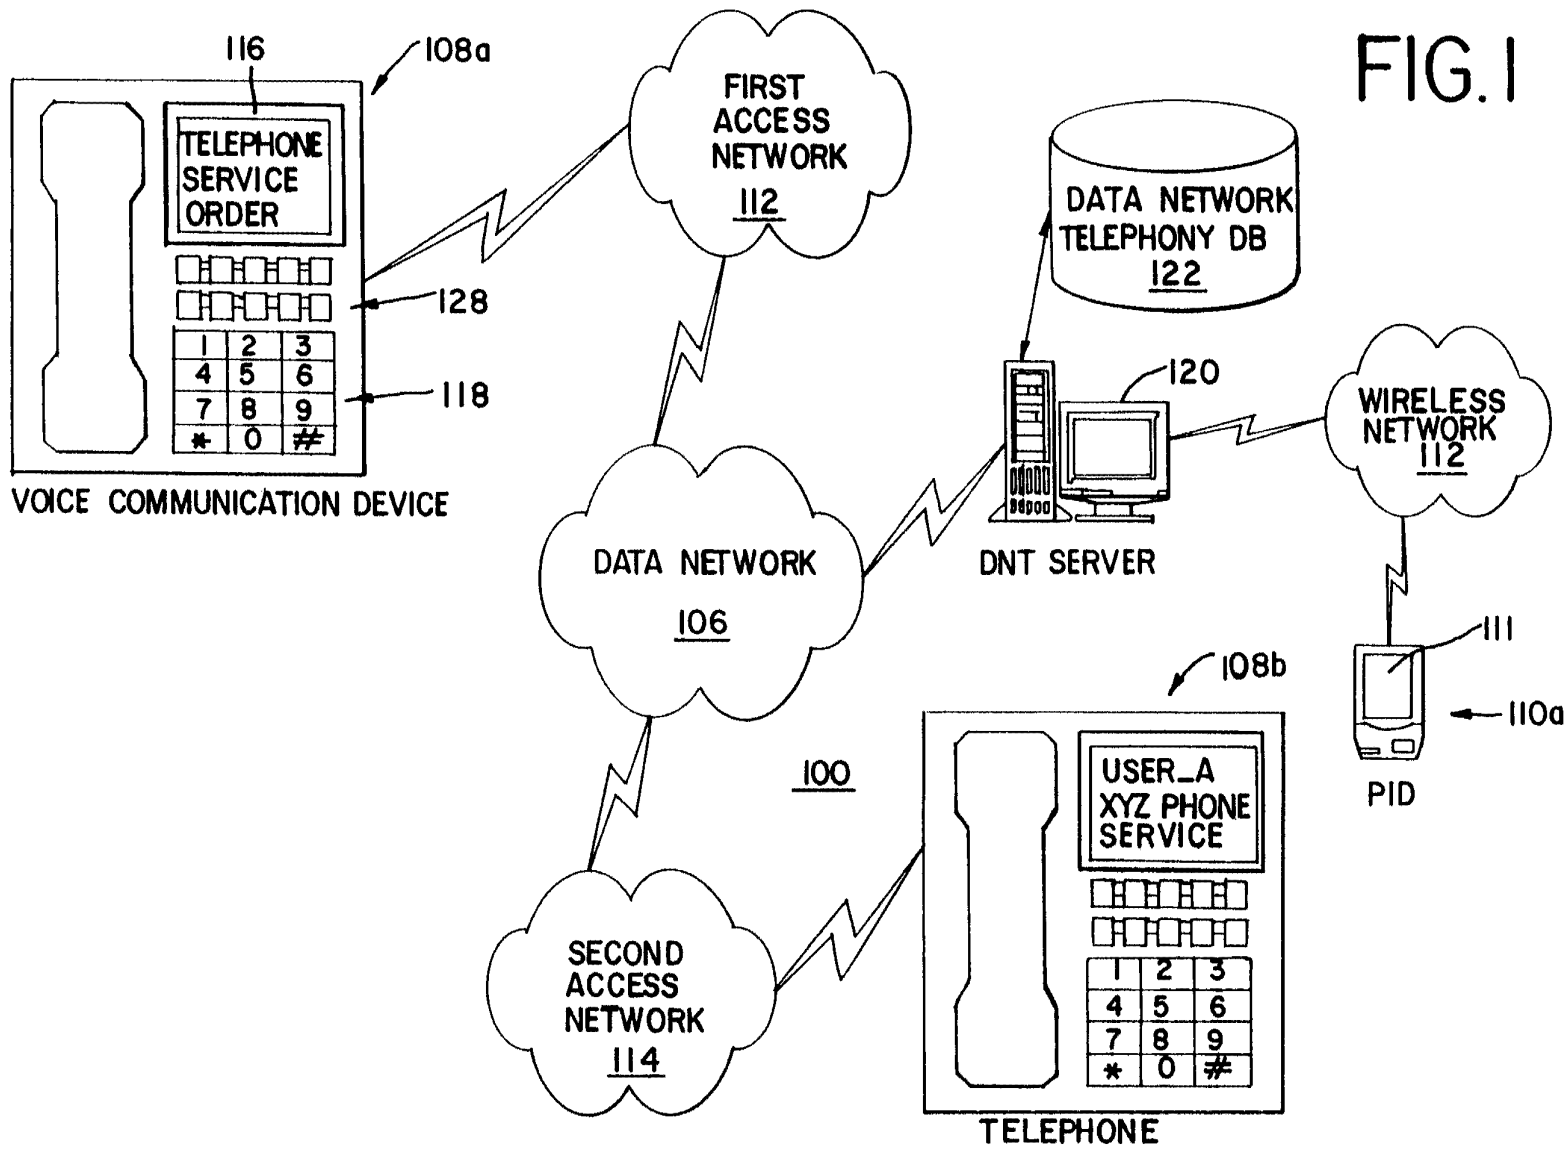 FIG. 1
116
108a
TELEPHONE
SERVICE
ORDER
128
1 2 3
4 5 6
7 8 9
* 0 #
118
VOICE COMMUNICATION DEVICE
FIRST
ACCESS
NETWORK
112
DATA NETWORK
TELEPHONY DB
122
120
DNT SERVER
WIRELESS
NETWORK
112
DATA NETWORK
106
111
110a
PID
100
108b
USER_A
XYZ PHONE
SERVICE
1 2 3
4 5 6
7 8 9
* 0 #
TELEPHONE
SECOND
ACCESS
NETWORK
114